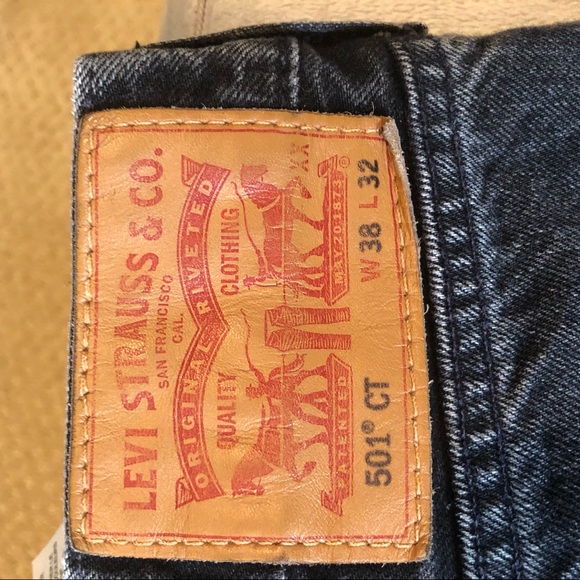 LEVI STRAUSS & CO.
SAN FRANCISCO
CAL.
ORIGINAL RIVETED
QUALITY CLOTHING
XX
PATENTED MAY 20 1873 ®
501® CT W 38 L 32